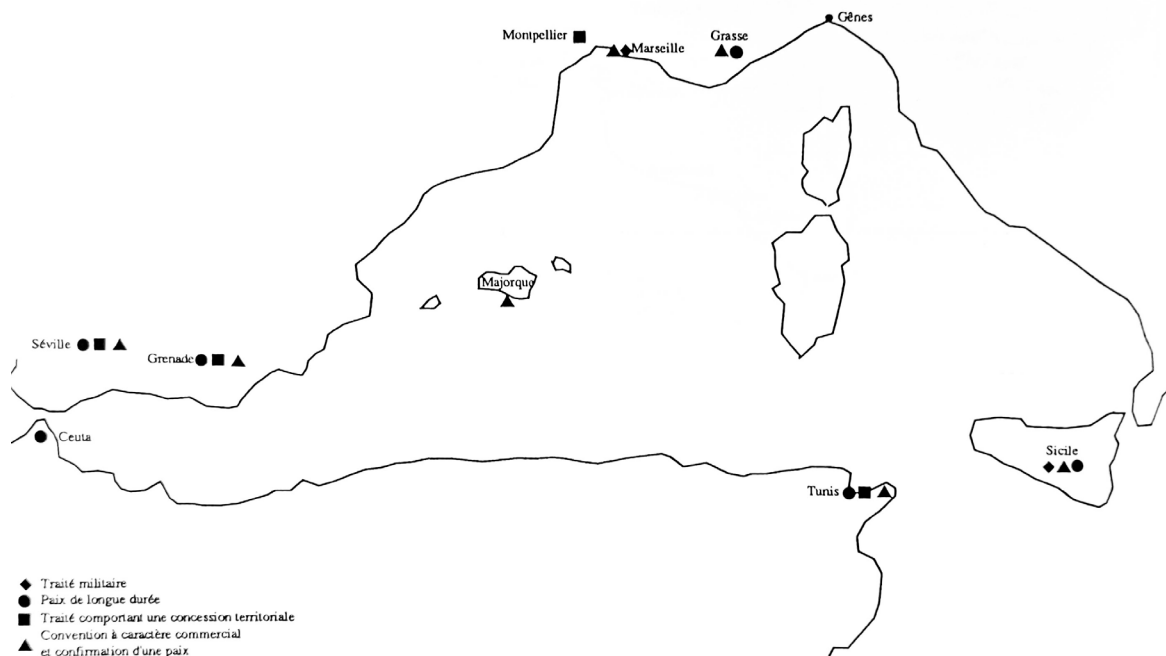 Gênes
Montpellier
Marseille
Grasse
Majorque
Séville
Grenade
Ceuta
Sicile
Tunis
Traité militaire
Paix de longue durée
Traité comportant une concession territoriale
Convention à caractère commercial
et confirmation d'une paix